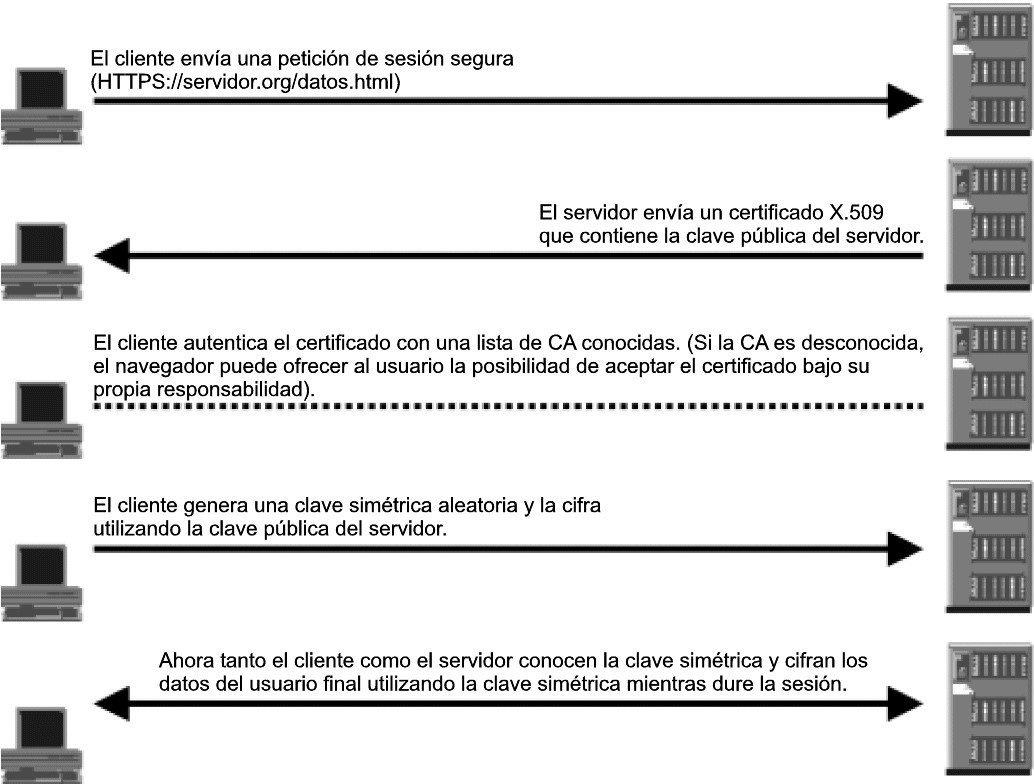 El cliente envía una petición de sesión segura
(HTTPS://servidor.org/datos.html)
El servidor envía un certificado X.509
que contiene la clave pública del servidor.
El cliente autentica el certificado con una lista de CA conocidas. (Si la CA es desconocida,
el navegador puede ofrecer al usuario la posibilidad de aceptar el certificado bajo su
propia responsabilidad).
El cliente genera una clave simétrica aleatoria y la cifra
utilizando la clave pública del servidor.
Ahora tanto el cliente como el servidor conocen la clave simétrica y cifran los
datos del usuario final utilizando la clave simétrica mientras dure la sesión.